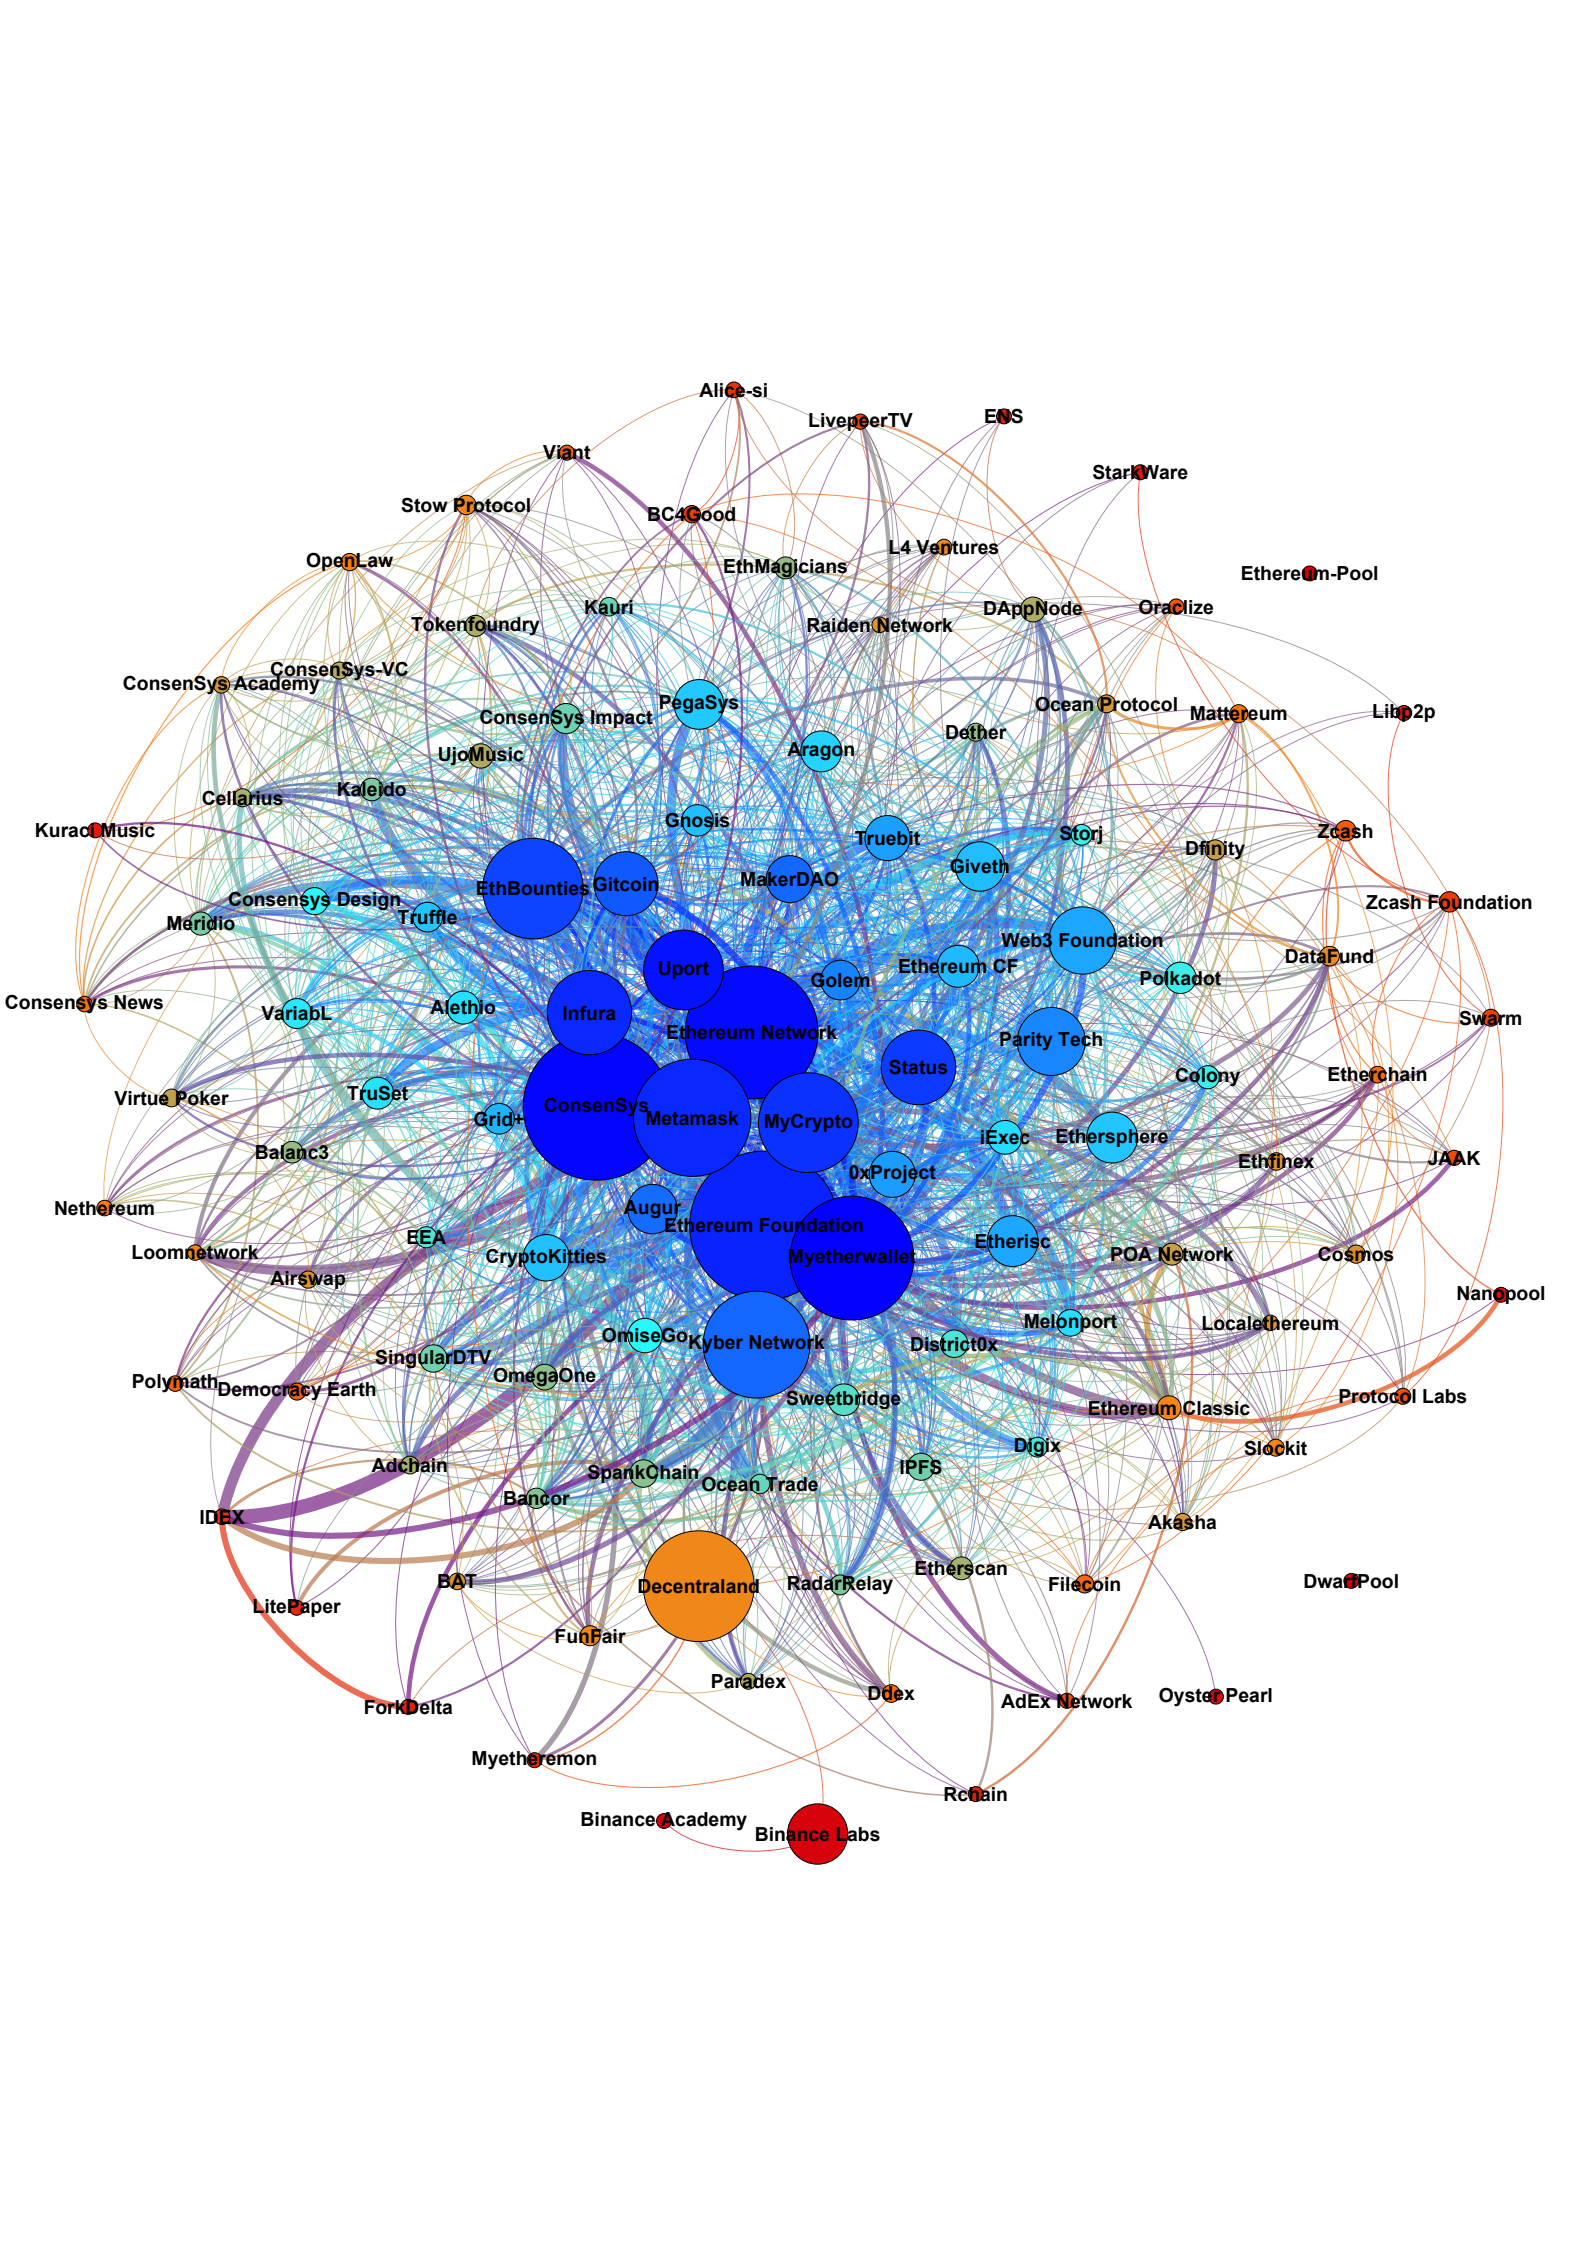 Alice-si
LivepeerTV
ENS
Viant
StarkWare
Stow Protocol
BC4Good
L4 Ventures
OpenLaw
EthMagicians
Ethereum-Pool
Kauri
DAppNode
Oraclize
Tokenfoundry
Raiden Network
ConsenSys-VC
ConsenSys Academy
PegaSys
Ocean Protocol
Mattereum
Libp2p
ConsenSys Impact
Dether
UjoMusic
Aragon
Kaleido
Cellarius
Gnosis
Kuraci Music
Truebit
Storj
Zcash
Dfinity
EthBounties
Gitcoin
MakerDAO
Giveth
Consensys Design
Zcash Foundation
Truffle
Meridio
Web3 Foundation
DataFund
Uport
Ethereum CF
Golem
Polkadot
Consensys News
VariabL
Alethio
Infura
Swarm
Ethereum Network
Parity Tech
Status
Etherchain
Colony
TruSet
Virtue Poker
ConsenSys
Grid+
Metamask
MyCrypto
iExec
Ethersphere
Balanc3
Ethfinex
JAAK
0xProject
Nethereum
Augur
Ethereum Foundation
EEA
Etherisc
Loomnetwork
CryptoKitties
Myetherwallet
POA Network
Cosmos
Airswap
Nanopool
Melonport
Localethereum
OmiseGo
Kyber Network
District0x
SingularDTV
OmegaOne
Polymath
Democracy Earth
Sweetbridge
Protocol Labs
Ethereum Classic
Digix
Slockit
Adchain
SpankChain
IPFS
Ocean Trade
Bancor
IDEX
Akasha
Etherscan
BAT
Decentraland
RadarRelay
Filecoin
DwarfPool
LitePaper
FunFair
Paradex
Ddex
Oyster Pearl
AdEx Network
ForkDelta
Myetheremon
Rchain
Binance Academy
Binance Labs